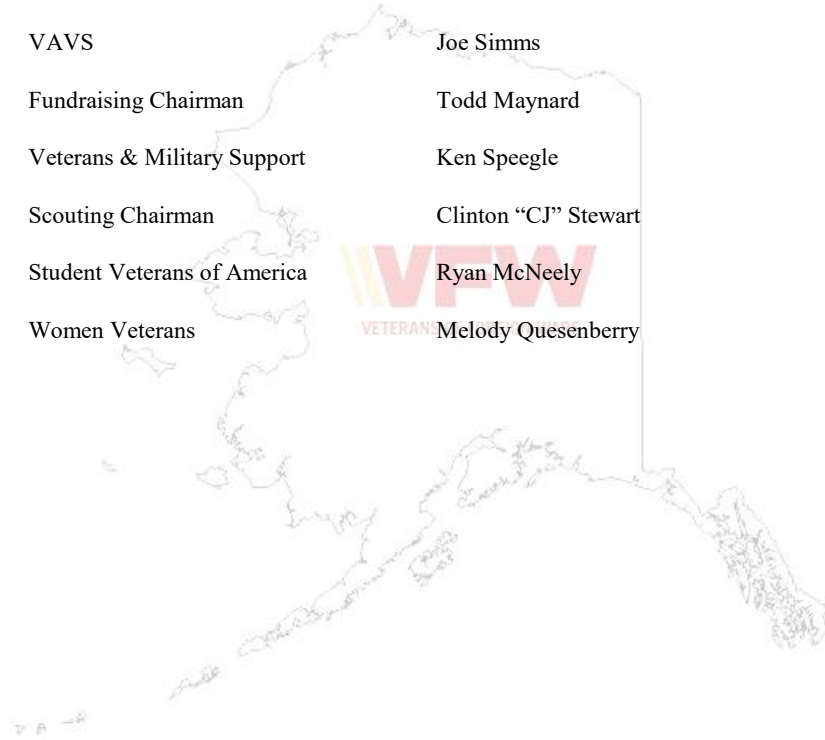 VAVS Joe Simms
Fundraising Chairman Todd Maynard
Veterans & Military Support Ken Speegle
Scouting Chairman Clinton “CJ” Stewart
Student Veterans of America Ryan McNeely
VFW
Women Veterans Melody Quesenberry
VETERANS